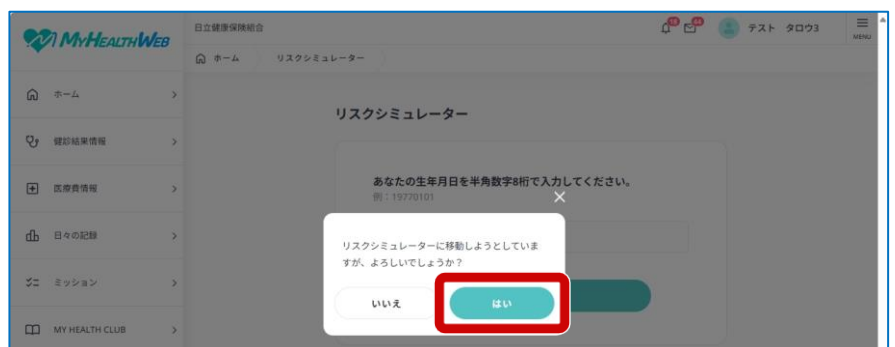 MYHEALTHWEB
日立健康保険組合
テスト タロウ3
MENU
ホーム
リスクシミュレーター
ホーム
健診結果情報
医療費情報
日々の記録
ミッション
MY HEALTH CLUB
リスクシミュレーター
あなたの生年月日を半角数字8桁で入力してください。
例：19770101
リスクシミュレーターに移動しようとしていま
すが、よろしいでしょうか？
いいえ
はい